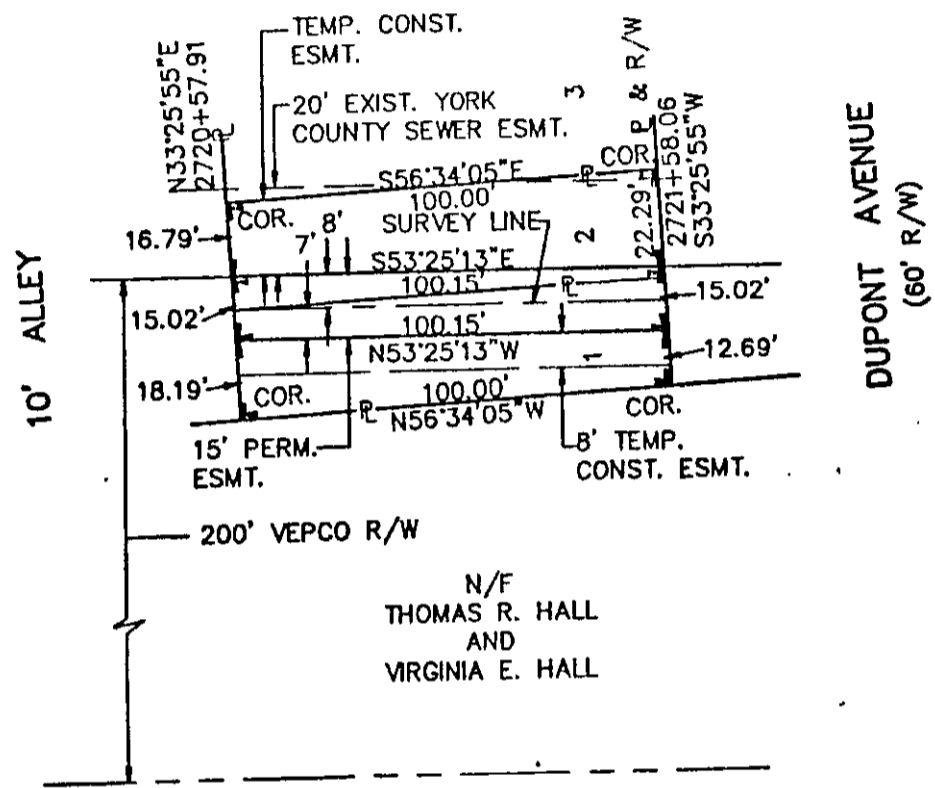 TEMP. CONST.
ESMT.
20' EXIST. YORK
COUNTY SEWER ESMT.
N33°25'55"E
2720+57.91
PL
3
P & R/W
COR.
2721+58.06
S33°25'55"W
22.29'
DUPONT AVENUE
(60' R/W)
10' ALLEY
S56°34'05"E
PL
100.00'
COR.
SURVEY LINE
2
16.79'
7'
8'
S53°25'13"E
100.15'
PL
15.02'
15.02'
100.15'
N53°25'13"W
1
12.69'
18.19'
COR.
100.00'
PL
N56°34'05"W
COR.
15' PERM.
ESMT.
8' TEMP.
CONST. ESMT.
200' VEPCO R/W
N/F
THOMAS R. HALL
AND
VIRGINIA E. HALL